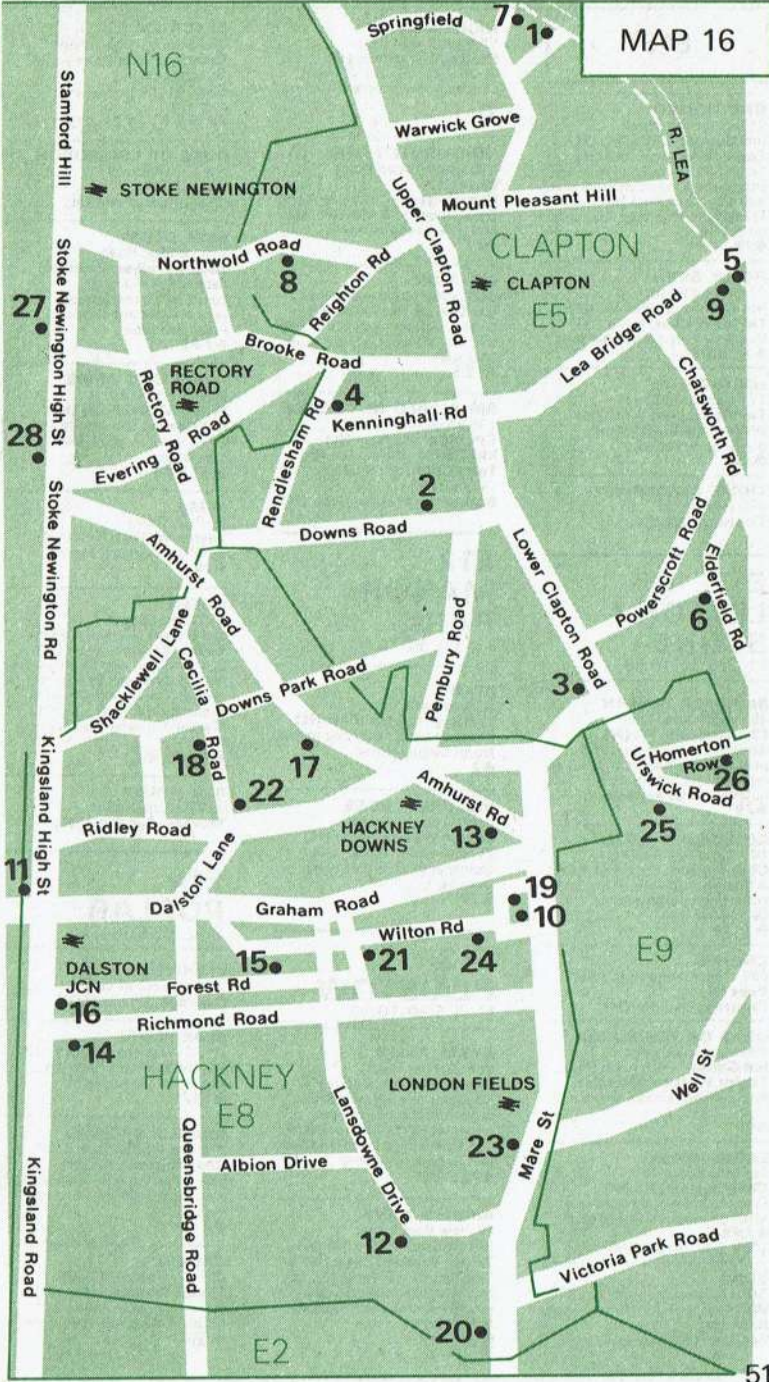 MAP 16
N16
Springfield
7
1
Stamford Hill
Warwick Grove
R. LEA
STOKE NEWINGTON
Mount Pleasant Hill
Upper Clapton Road
CLAPTON
Northwold Road
8
Reighton Rd
CLAPTON
E5
5
9
Lea Bridge Road
27
Stoke Newington High St
Brooke Road
RECTORY
ROAD
Rectory Road
4
Kenninghall Rd
Chatsworth Rd
28
Evering Road
Rendlesham Rd
2
Downs Road
Stoke Newington Rd
Amhurst Road
Lower Clapton Road
Powerscroft Road
Elderfield Rd
6
Shacklewell Lane
Cecilia Road
Downs Park Road
Pembury Road
3
Kingsland High St
18
17
Urswick Road
Homerton
Row
26
22
Ridley Road
HACKNEY
DOWNS
Amhurst Rd
13
25
11
Dalston Lane
Graham Road
19
10
Wilton Rd
DALSTON
JCN
15
21
24
E9
Forest Rd
16
Richmond Road
14
HACKNEY
E8
LONDON FIELDS
Well St
Lansdowne Drive
23
Mare St
Queensbridge Road
Albion Drive
Kingsland Road
12
Victoria Park Road
20
E2
51